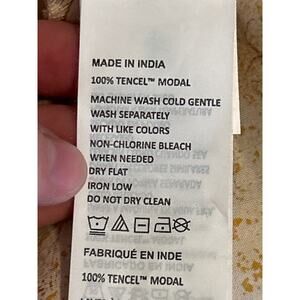 MADE IN INDIA
100% TENCEL™ MODAL
MACHINE WASH COLD GENTLE
WASH SEPARATELY
WITH LIKE COLORS
NON-CHLORINE BLEACH
WHEN NEEDED
DRY FLAT
IRON LOW
DO NOT DRY CLEAN
FABRIQUÉ EN INDE
100% TENCEL™ MODAL